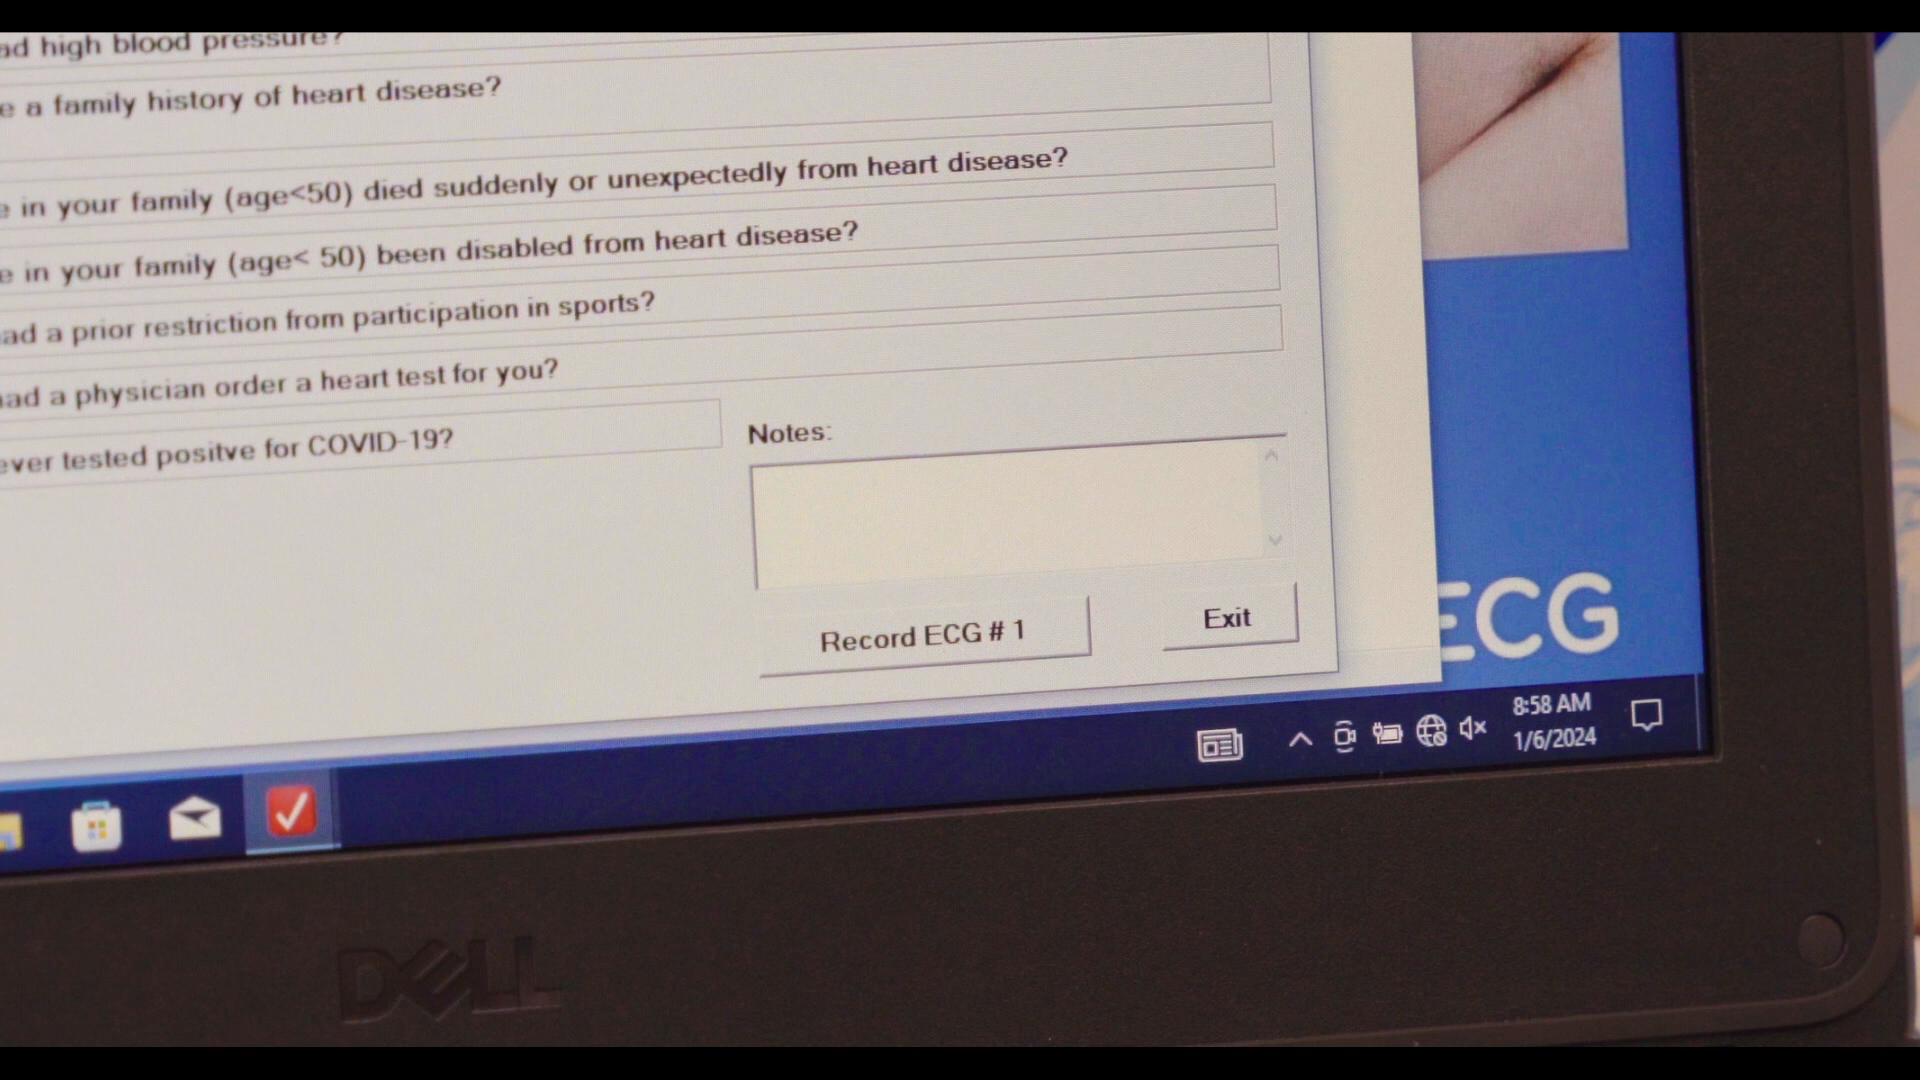 ad high blood pressure?
e a family history of heart disease?
e in your family (age<50) died suddenly or unexpectedly from heart disease?
e in your family (age< 50) been disabled from heart disease?
ad a prior restriction from participation in sports?
ad a physician order a heart test for you?
ever tested positve for COVID-19?
Notes:
Record ECG # 1
Exit
ECG
8:58 AM
1/6/2024
DELL